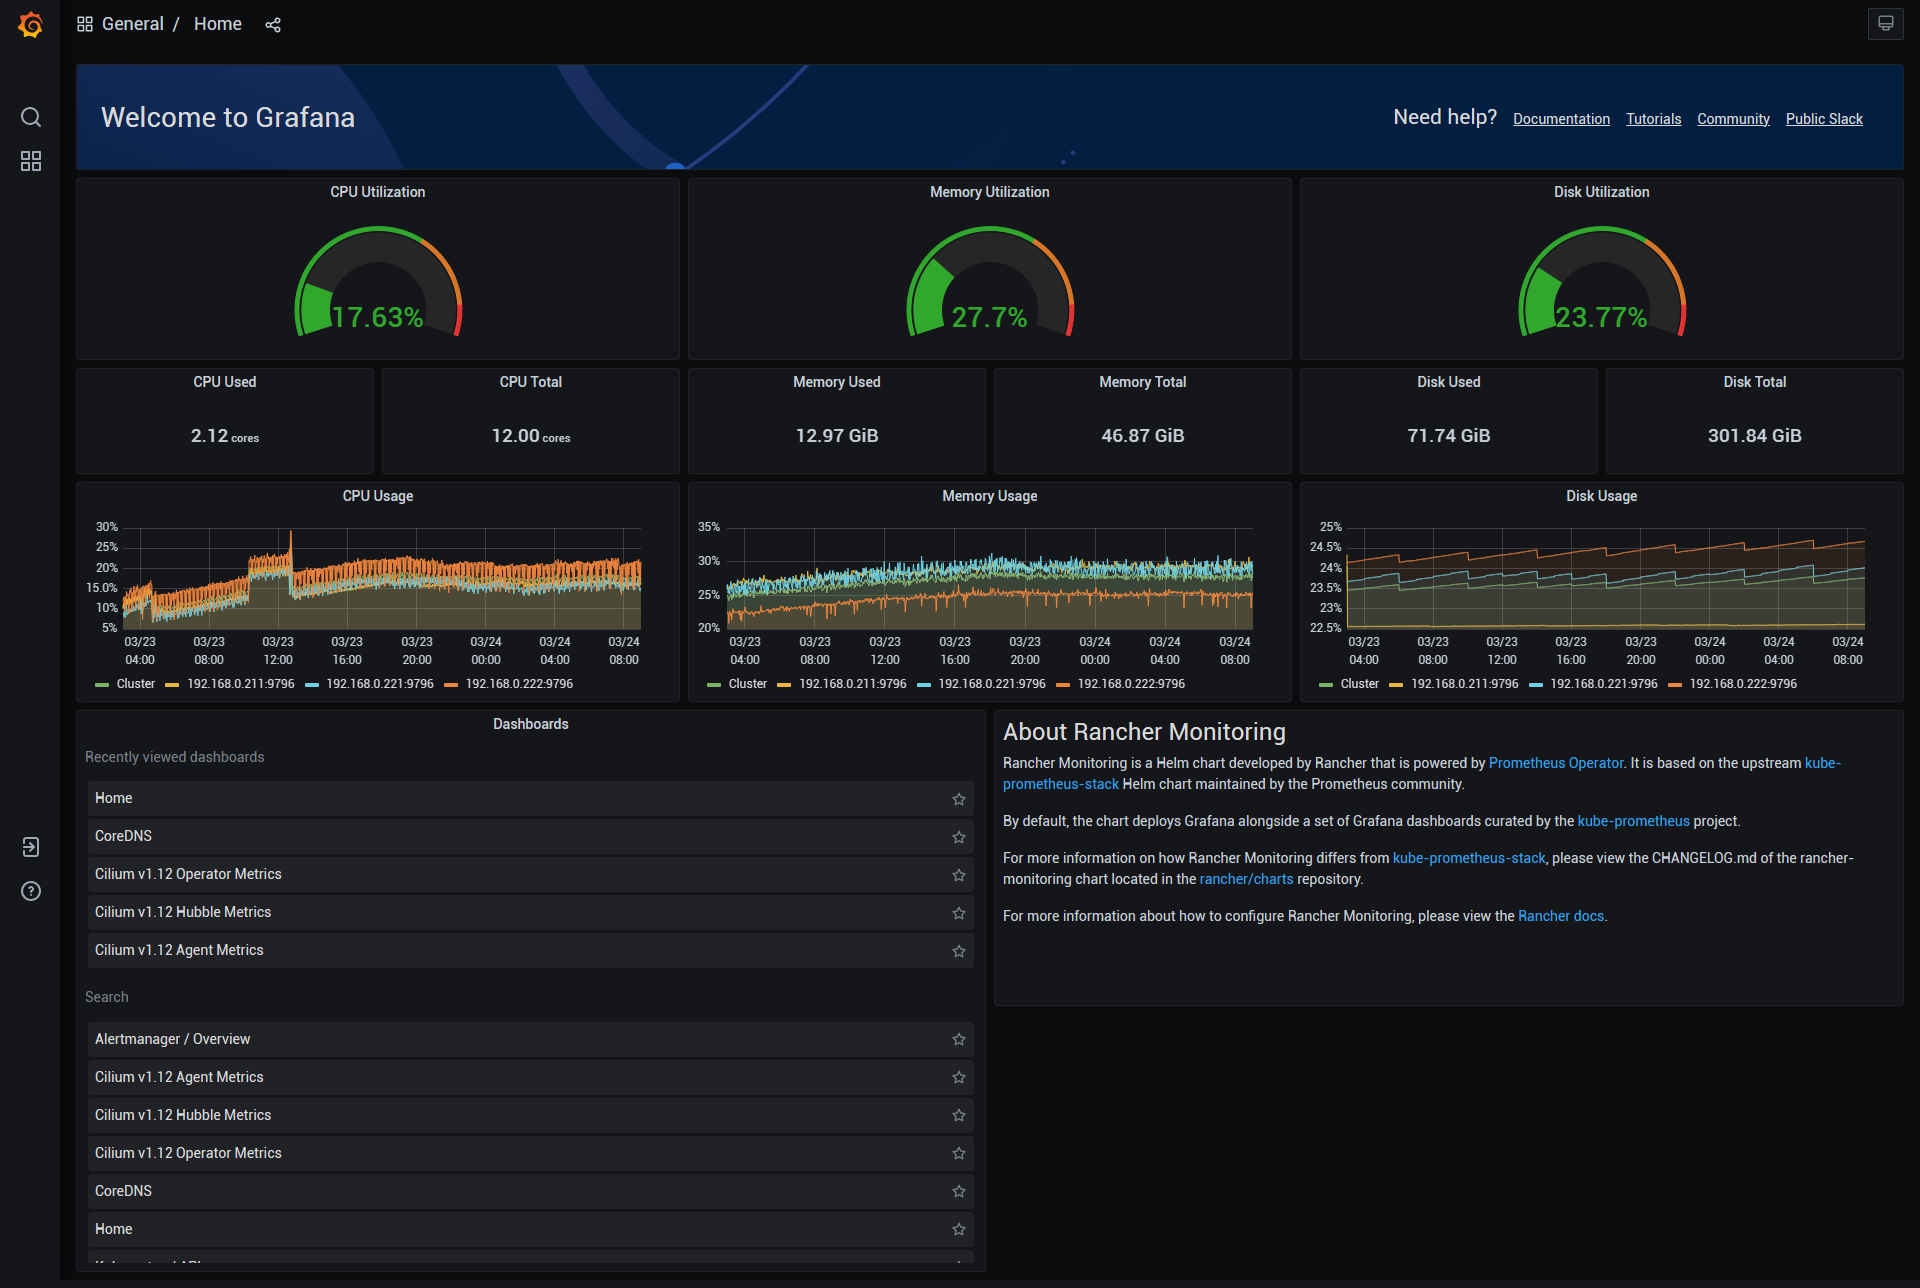 General / Home
Welcome to Grafana
Need help? Documentation Tutorials Community Public Slack
CPU Utilization
17.63%
Memory Utilization
27.7%
Disk Utilization
23.77%
CPU Used
2.12 cores
CPU Total
12.00 cores
Memory Used
12.97 GiB
Memory Total
46.87 GiB
Disk Used
71.74 GiB
Disk Total
301.84 GiB
CPU Usage
30%
25%
20%
15.0%
10%
5%
03/23 03/23 03/23 03/23 03/23 03/24 03/24 03/24
04:00 08:00 12:00 16:00 20:00 00:00 04:00 08:00
Cluster 192.168.0.211:9796 192.168.0.221:9796 192.168.0.222:9796
Memory Usage
35%
30%
25%
20%
03/23 03/23 03/23 03/23 03/23 03/24 03/24 03/24
04:00 08:00 12:00 16:00 20:00 00:00 04:00 08:00
Cluster 192.168.0.211:9796 192.168.0.221:9796 192.168.0.222:9796
Disk Usage
25%
24.5%
24%
23.5%
23%
22.5%
03/23 03/23 03/23 03/23 03/23 03/24 03/24 03/24
04:00 08:00 12:00 16:00 20:00 00:00 04:00 08:00
Cluster 192.168.0.211:9796 192.168.0.221:9796 192.168.0.222:9796
Dashboards
Recently viewed dashboards
Home
CoreDNS
Cilium v1.12 Operator Metrics
Cilium v1.12 Hubble Metrics
Cilium v1.12 Agent Metrics
Search
Alertmanager / Overview
Cilium v1.12 Agent Metrics
Cilium v1.12 Hubble Metrics
Cilium v1.12 Operator Metrics
CoreDNS
Home
About Rancher Monitoring
Rancher Monitoring is a Helm chart developed by Rancher that is powered by Prometheus Operator. It is based on the upstream kube-
prometheus-stack Helm chart maintained by the Prometheus community.
By default, the chart deploys Grafana alongside a set of Grafana dashboards curated by the kube-prometheus project.
For more information on how Rancher Monitoring differs from kube-prometheus-stack, please view the CHANGELOG.md of the rancher-
monitoring chart located in the rancher/charts repository.
For more information about how to configure Rancher Monitoring, please view the Rancher docs.